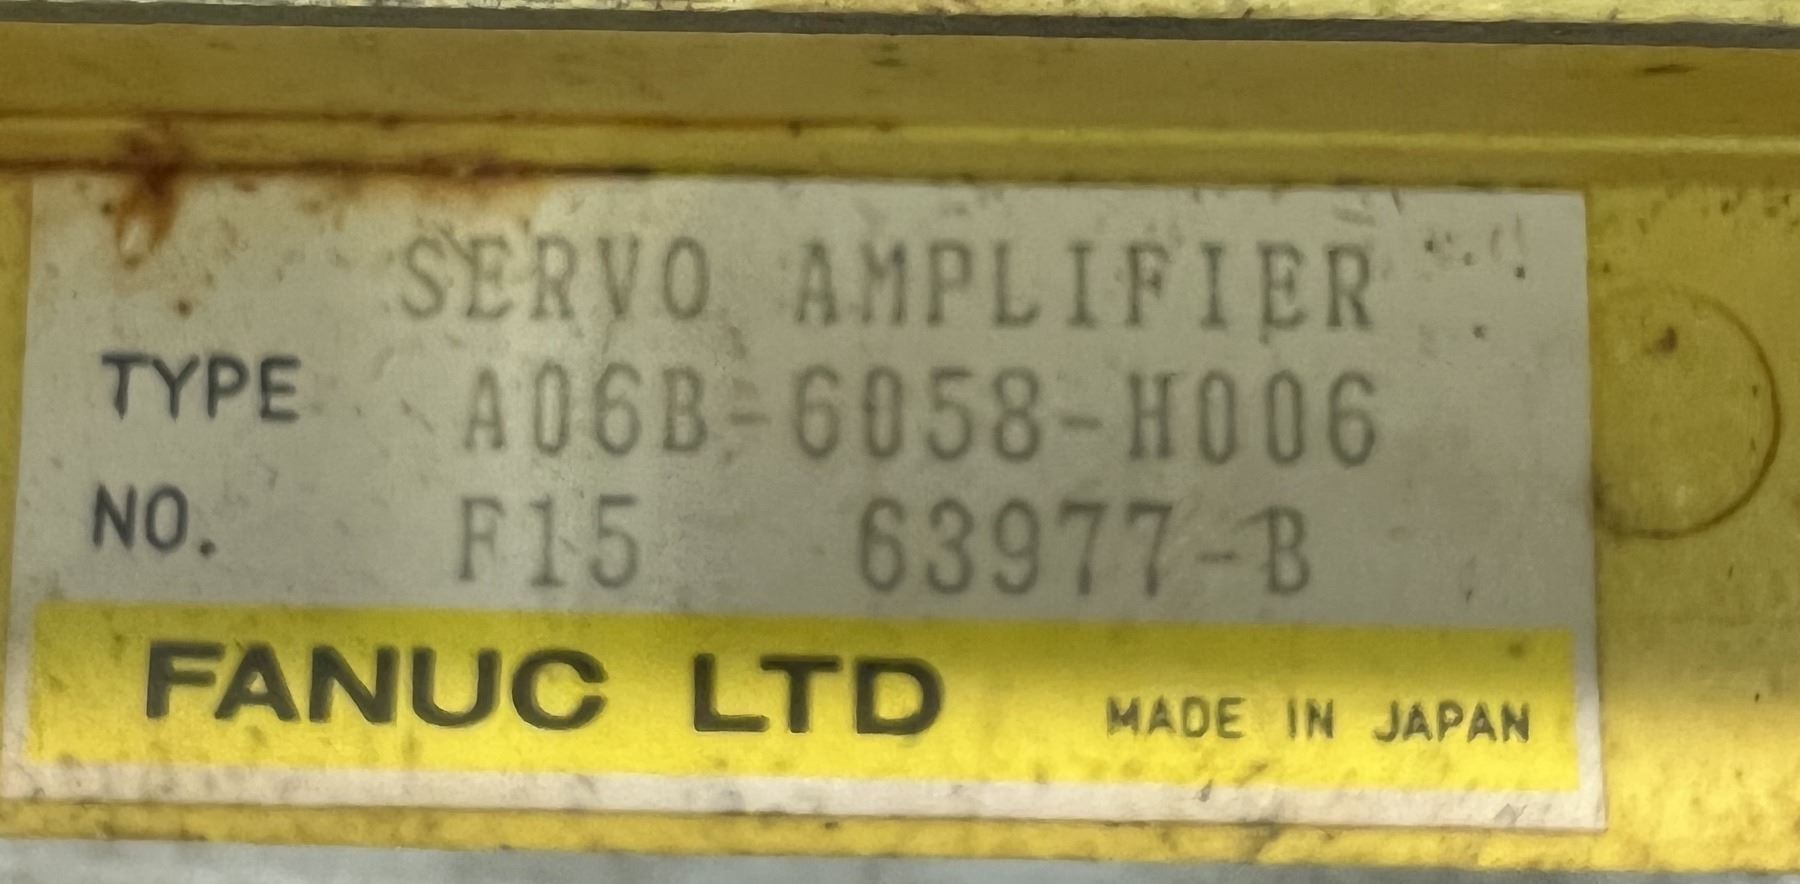 SERVO AMPLIFIER
TYPE A06B-6058-H006
NO. F15 63977-B
FANUC LTD MADE IN JAPAN